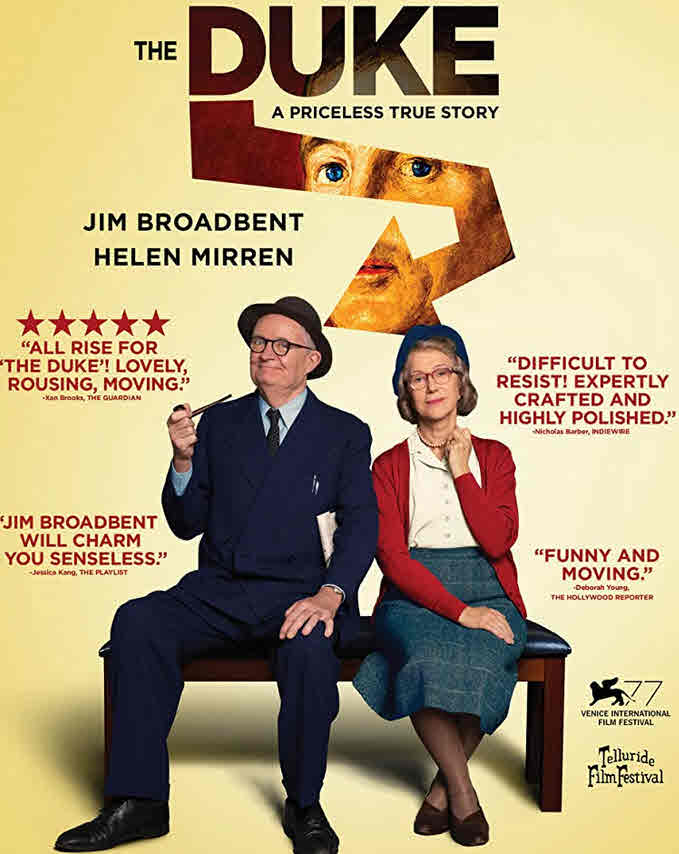 THE DUKE
A PRICELESS TRUE STORY
JIM BROADBENT
HELEN MIRREN
“ALL RISE FOR
‘THE DUKE’! LOVELY,
ROUSING, MOVING.”
-Xan Brooks, THE GUARDIAN
“DIFFICULT TO
RESIST! EXPERTLY
CRAFTED AND
HIGHLY POLISHED.”
-Nicholas Barber, INDIEWIRE
“JIM BROADBENT
WILL CHARM
YOU SENSELESS.”
-Jessica Kang, THE PLAYLIST
“FUNNY AND
MOVING.”
-Deborah Young,
THE HOLLYWOOD REPORTER
77
VENICE INTERNATIONAL
FILM FESTIVAL
Telluride
Film Festival